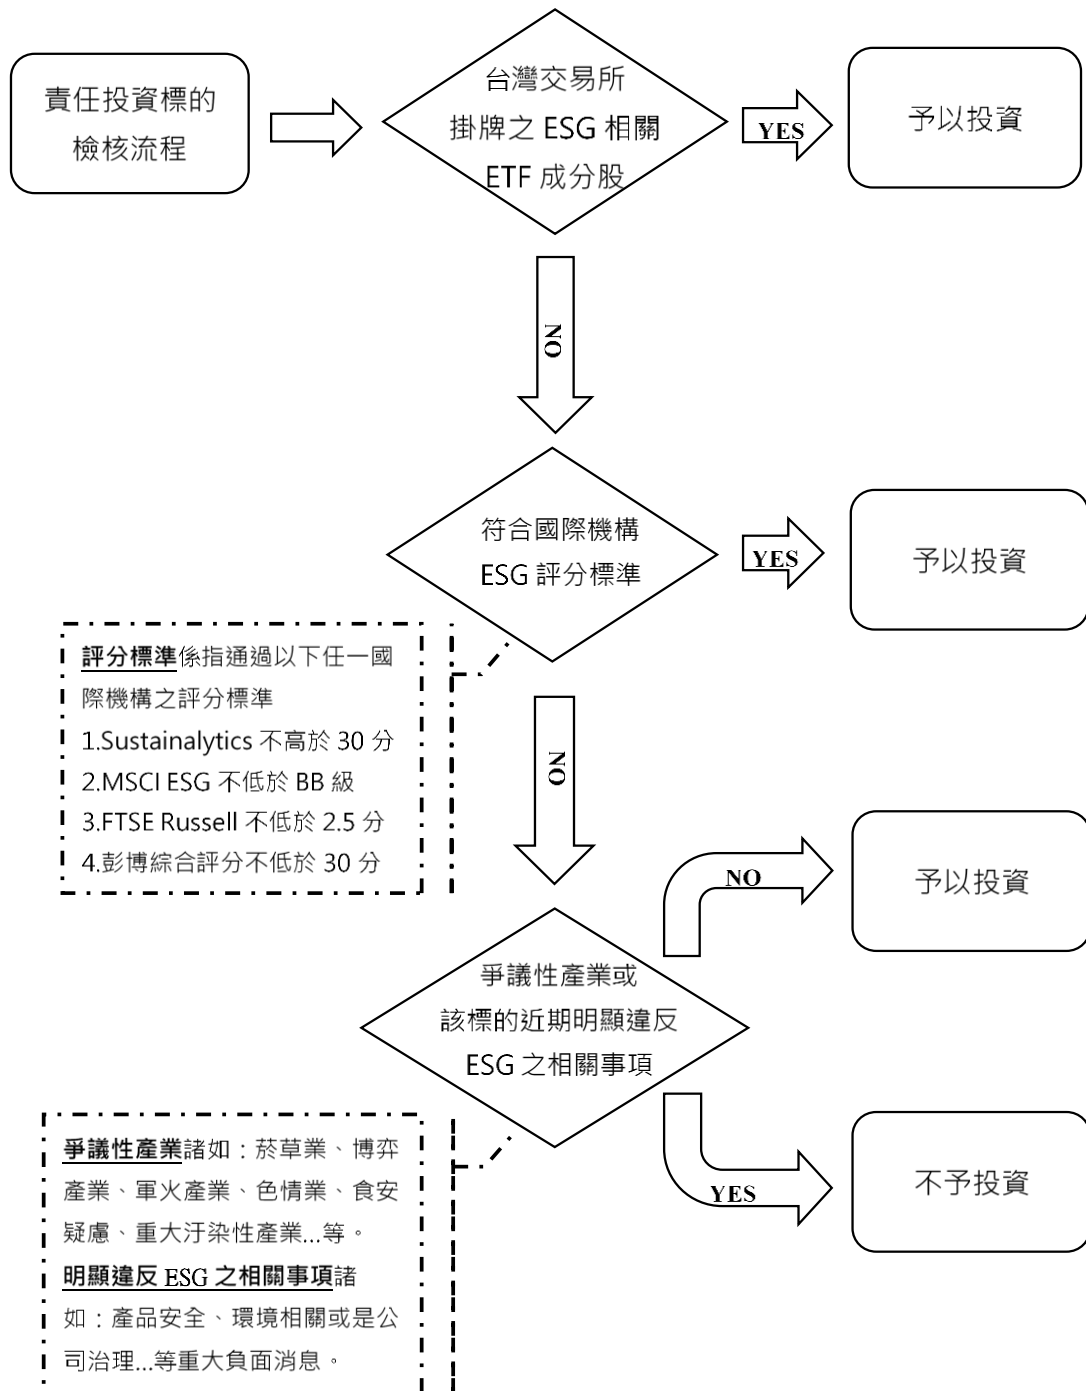 責任投資標的
檢核流程
台灣交易所
掛牌之 ESG 相關
ETF 成分股
YES
予以投資
NO
符合國際機構
ESG 評分標準
YES
予以投資
評分標準係指通過以下任一國
際機構之評分標準
1.Sustainalytics 不高於 30 分
2.MSCI ESG 不低於 BB 級
3.FTSE Russell 不低於 2.5 分
4.彭博綜合評分不低於 30 分
NO
爭議性產業或
該標的近期明顯違反
ESG 之相關事項
NO
予以投資
YES
不予投資
爭議性產業諸如：菸草業、博弈
產業、軍火產業、色情業、食安
疑慮、重大汙染性產業...等。
明顯違反 ESG 之相關事項諸
如：產品安全、環境相關或是公
司治理...等重大負面消息。